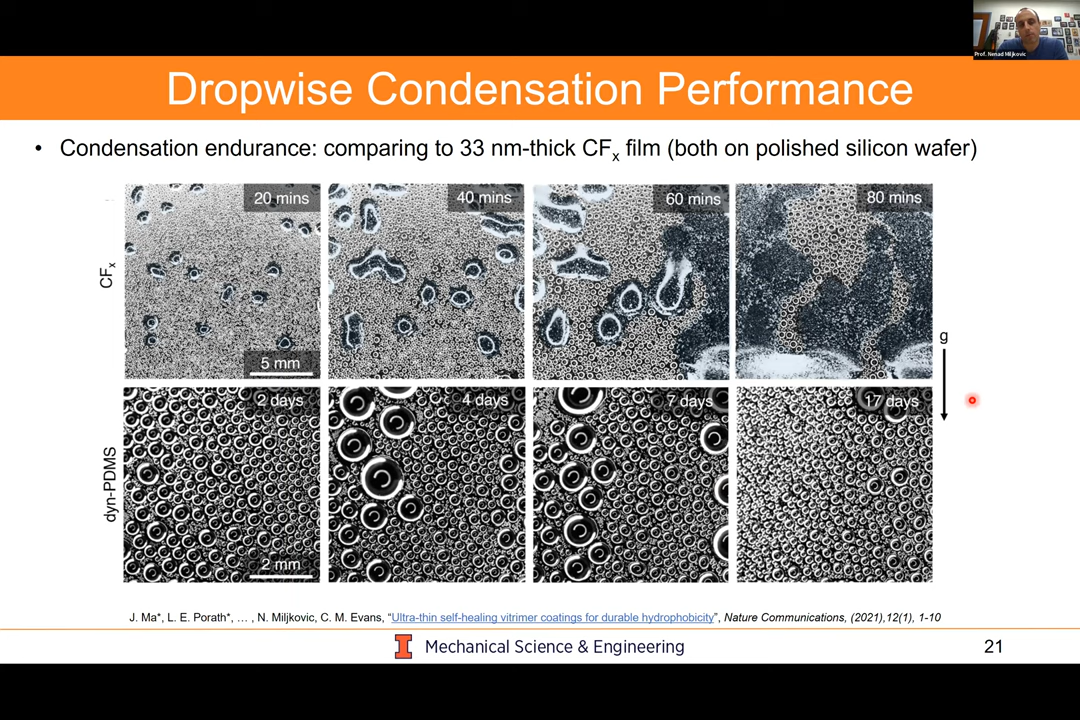 Prof. Nenad Miljkovic
Dropwise Condensation Performance
• Condensation endurance: comparing to 33 nm-thick CFx film (both on polished silicon wafer)
CFx
20 mins
40 mins
60 mins
80 mins
5 mm
g
dyn-PDMS
2 days
4 days
7 days
17 days
2 mm
J. Ma*, L. E. Porath*, … , N. Miljkovic, C. M. Evans, “Ultra-thin self-healing vitrimer coatings for durable hydrophobicity”, Nature Communications, (2021),12(1), 1-10
I Mechanical Science & Engineering
21